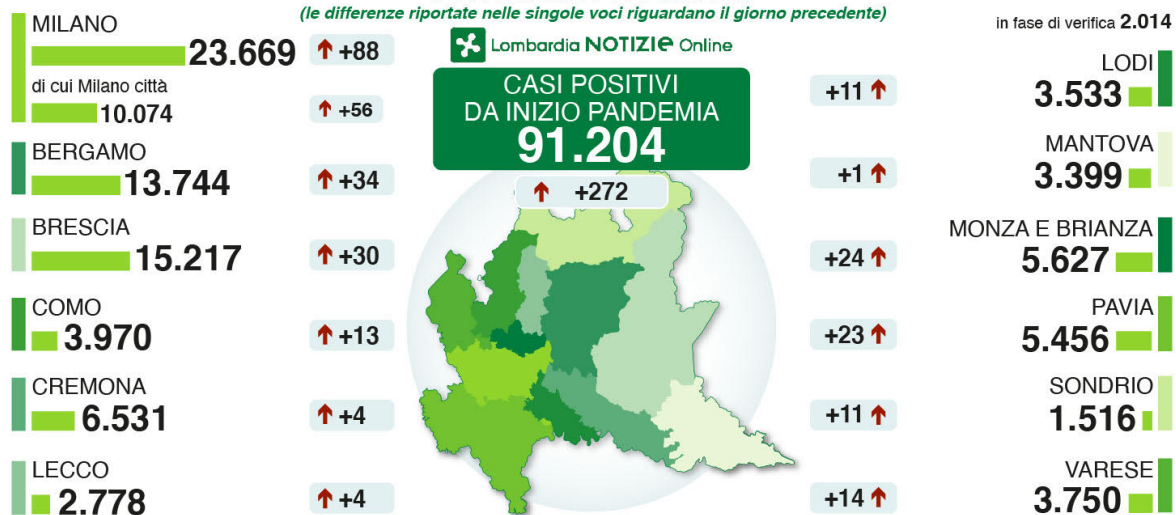 (le differenze riportate nelle singole voci riguardano il giorno precedente)
in fase di verifica 2.014
Lombardia NOTIZIE Online
CASI POSITIVI
DA INIZIO PANDEMIA
91.204
+272
MILANO
23.669 +88
di cui Milano città
10.074 +56
BERGAMO
13.744 +34
BRESCIA
15.217 +30
COMO
3.970 +13
CREMONA
6.531 +4
LECCO
2.778 +4
LODI
+11 3.533
MANTOVA
+1 3.399
MONZA E BRIANZA
+24 5.627
PAVIA
+23 5.456
SONDRIO
+11 1.516
VARESE
+14 3.750